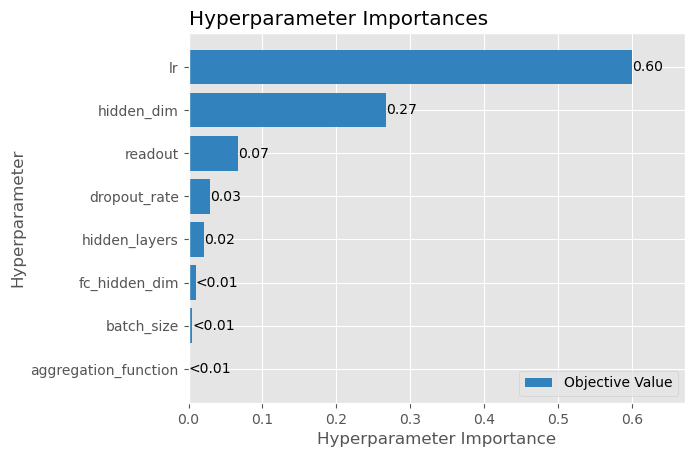 Hyperparameter Importances
Hyperparameter
lr
0.60
hidden_dim
0.27
readout
0.07
dropout_rate
0.03
hidden_layers
0.02
fc_hidden_dim
<0.01
batch_size
<0.01
aggregation_function
<0.01
Objective Value
0.0 0.1 0.2 0.3 0.4 0.5 0.6
Hyperparameter Importance